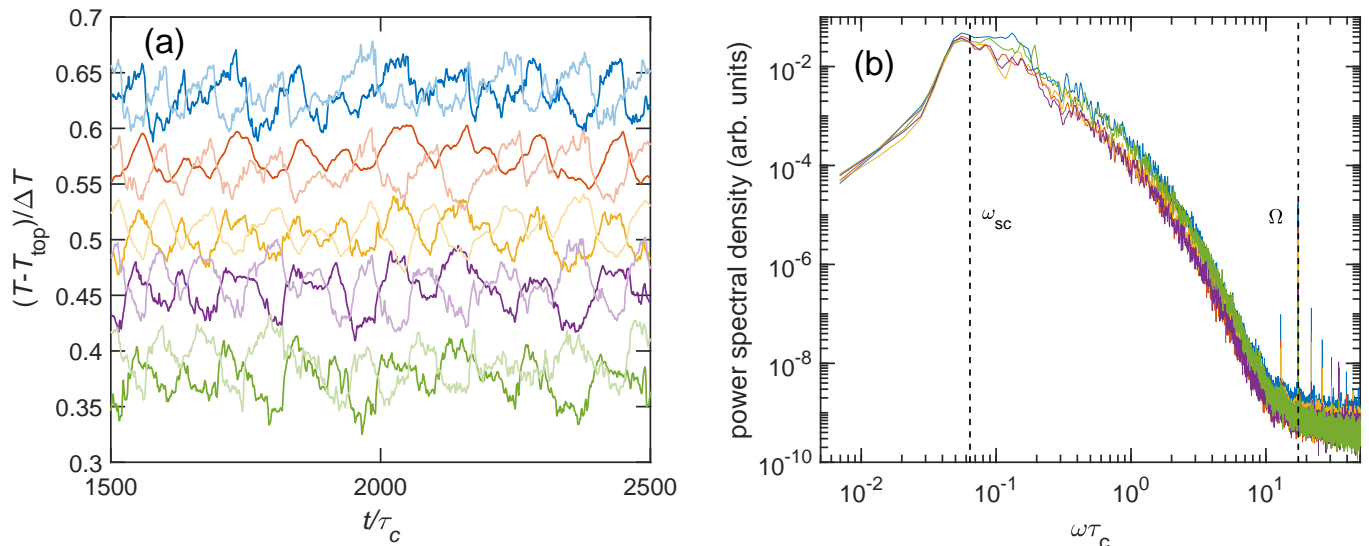 (a)
(T-T_top)/ΔT
0.7
0.65
0.6
0.55
0.5
0.45
0.4
0.35
0.3
1500
2000
2500
t/τ_c
(b)
power spectral density (arb. units)
10^-2
10^-4
10^-6
10^-8
10^-10
ω_sc
Ω
10^-2
10^-1
10^0
10^1
ωτ_c